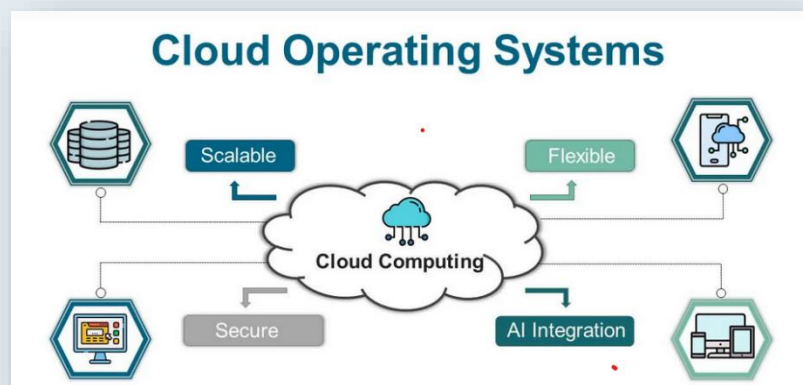 Cloud Operating Systems
Scalable
Flexible
Cloud Computing
Secure
AI Integration